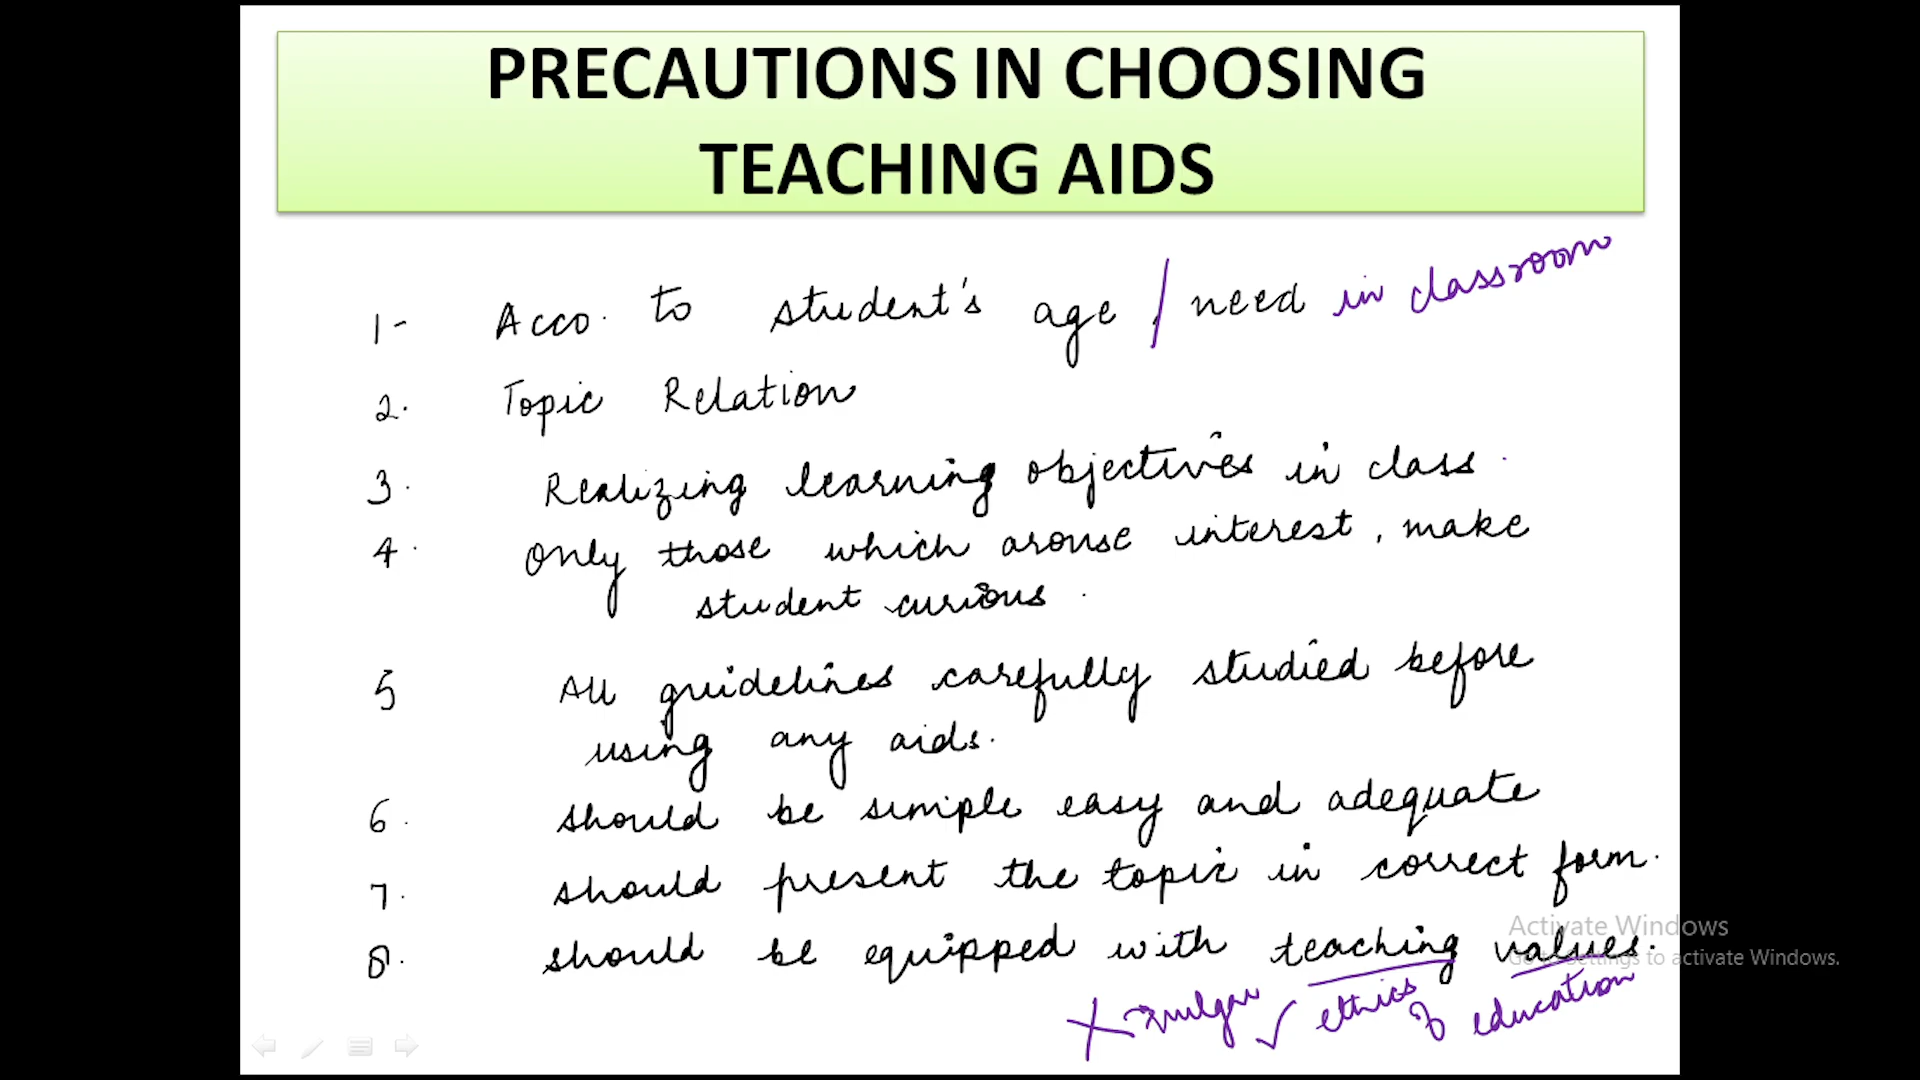 PRECAUTIONS IN CHOOSING
TEACHING AIDS
1- Acco. to student's age / need in classroom
2. Topic Relation
3. Realizing learning objectives in class.
4. Only those which arouse interest, make
student curious.
5 All guidelines carefully studied before
using any aids.
6. should be simple easy and adequate
7. should present the topic in correct form.
8. should be equipped with teaching values.
Activate Windows
Go to Settings to activate Windows.
X vulgar ✓ ethics of education